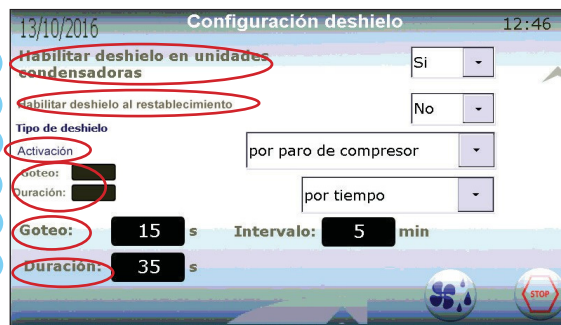 13/10/2016 Configuración deshielo 12:46
Habilitar deshielo en unidades condensadoras Si
Habilitar deshielo al restablecimiento No
Tipo de deshielo
Activación por paro de compresor
Goteo:
Duración: por tiempo
Goteo: 15 s Intervalo: 5 min
Duración: 35 s
STOP